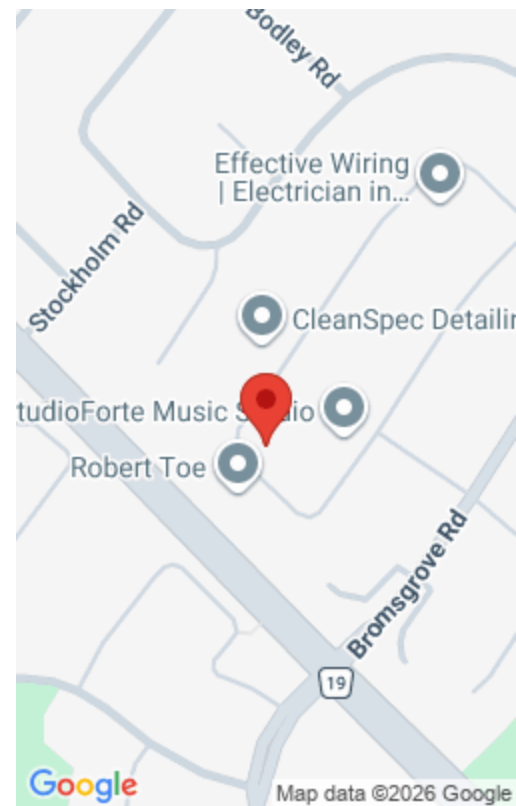 Bodley Rd
Effective Wiring
| Electrician in...
Stockholm Rd
CleanSpec Detailin
tudioForte Music S dio
Robert Toe
Bromsgrove Rd
19
Google
Map data ©2026 Google